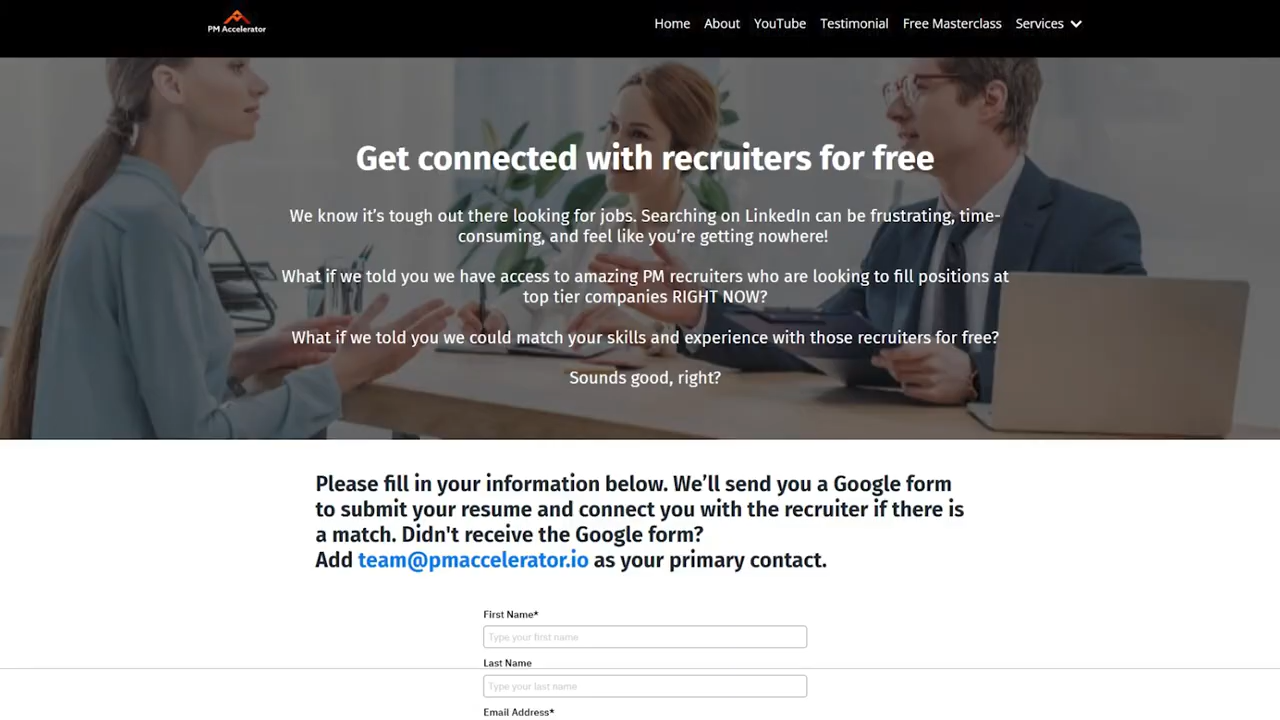 PM Accelerator
Home About YouTube Testimonial Free Masterclass Services
Get connected with recruiters for free
We know it’s tough out there looking for jobs. Searching on LinkedIn can be frustrating, time-
consuming, and feel like you’re getting nowhere!
What if we told you we have access to amazing PM recruiters who are looking to fill positions at
top tier companies RIGHT NOW?
What if we told you we could match your skills and experience with those recruiters for free?
Sounds good, right?
Please fill in your information below. We’ll send you a Google form
to submit your resume and connect you with the recruiter if there is
a match. Didn't receive the Google form?
Add team@pmaccelerator.io as your primary contact.
First Name*
Type your first name
Last Name
Type your last name
Email Address*